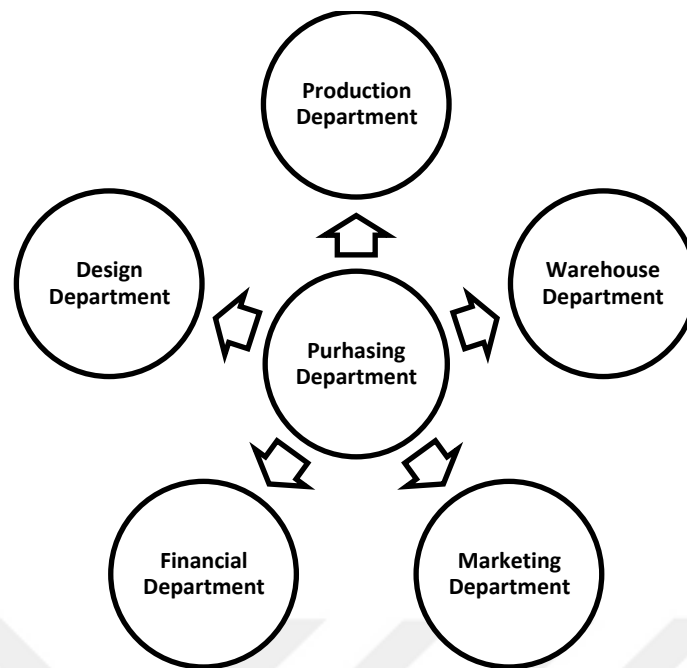 Production
Department
Design
Department
Warehouse
Department
Purhasing
Department
Financial
Department
Marketing
Department